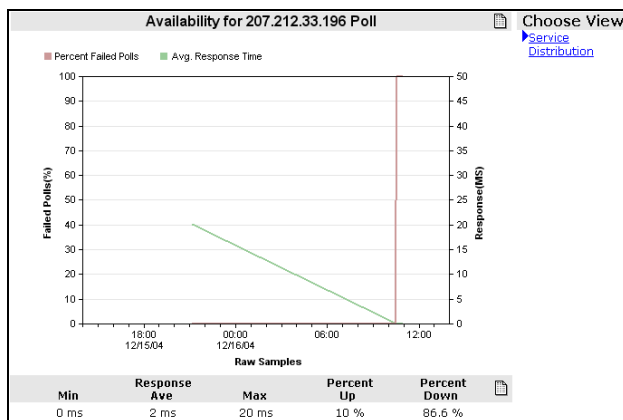 Availability for 207.212.33.196 Poll
Choose View
Service
Distribution
Percent Failed Polls
Avg. Response Time
100
90
80
70
60
50
40
30
20
10
0
Failed Polls(%)
50
45
40
35
30
25
20
15
10
5
0
Response(MS)
18:00
12/15/04
00:00
12/16/04
06:00
12:00
Raw Samples
Min
Response
Ave
Max
Percent
Up
Percent
Down
0 ms
2 ms
20 ms
10 %
86.6 %